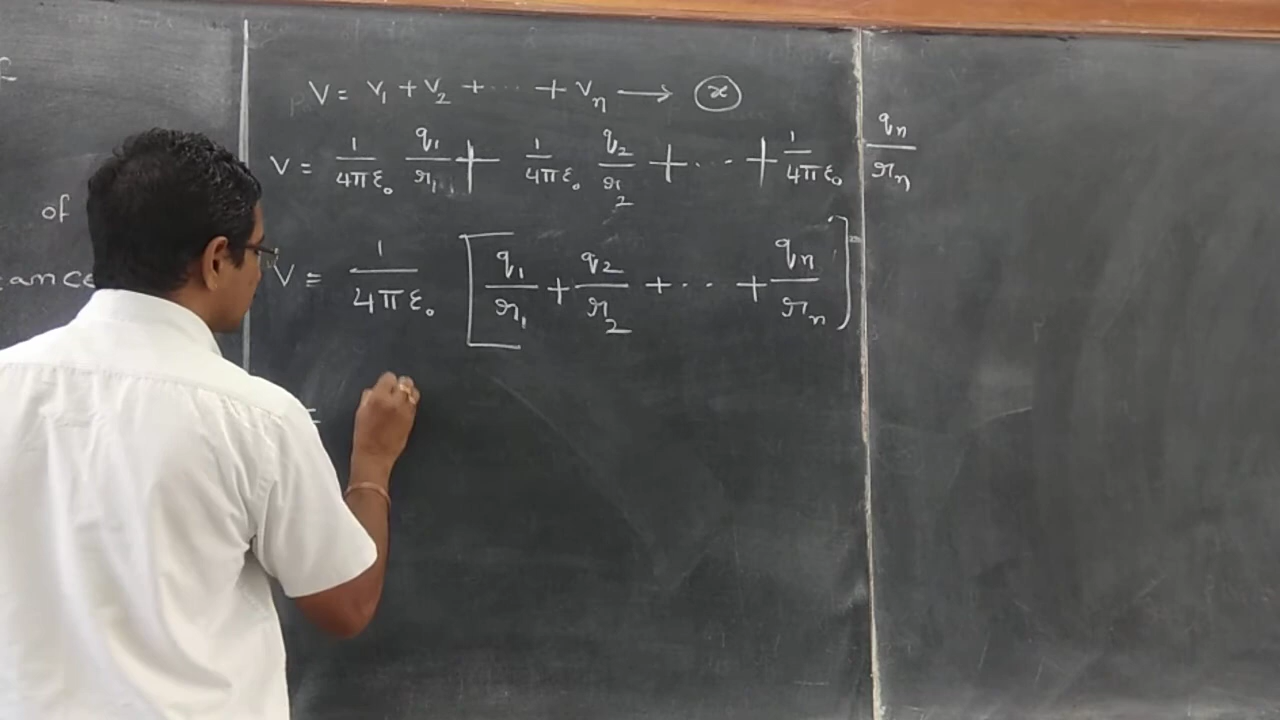 of
ance
V = V₁ + V₂ + ... + Vₙ ⟶ ⓧ
V = 1/4πε₀ q₁/r₁ + 1/4πε₀ q₂/r₂ + ... + 1/4πε₀ qₙ/rₙ
V = 1/4πε₀ [q₁/r₁ + q₂/r₂ + ... + qₙ/rₙ]
=